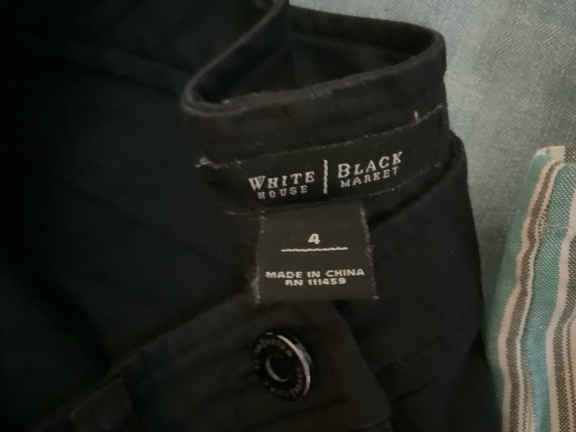 WHITE | BLACK
HOUSE | MARKET
4
MADE IN CHINA
RN 111459